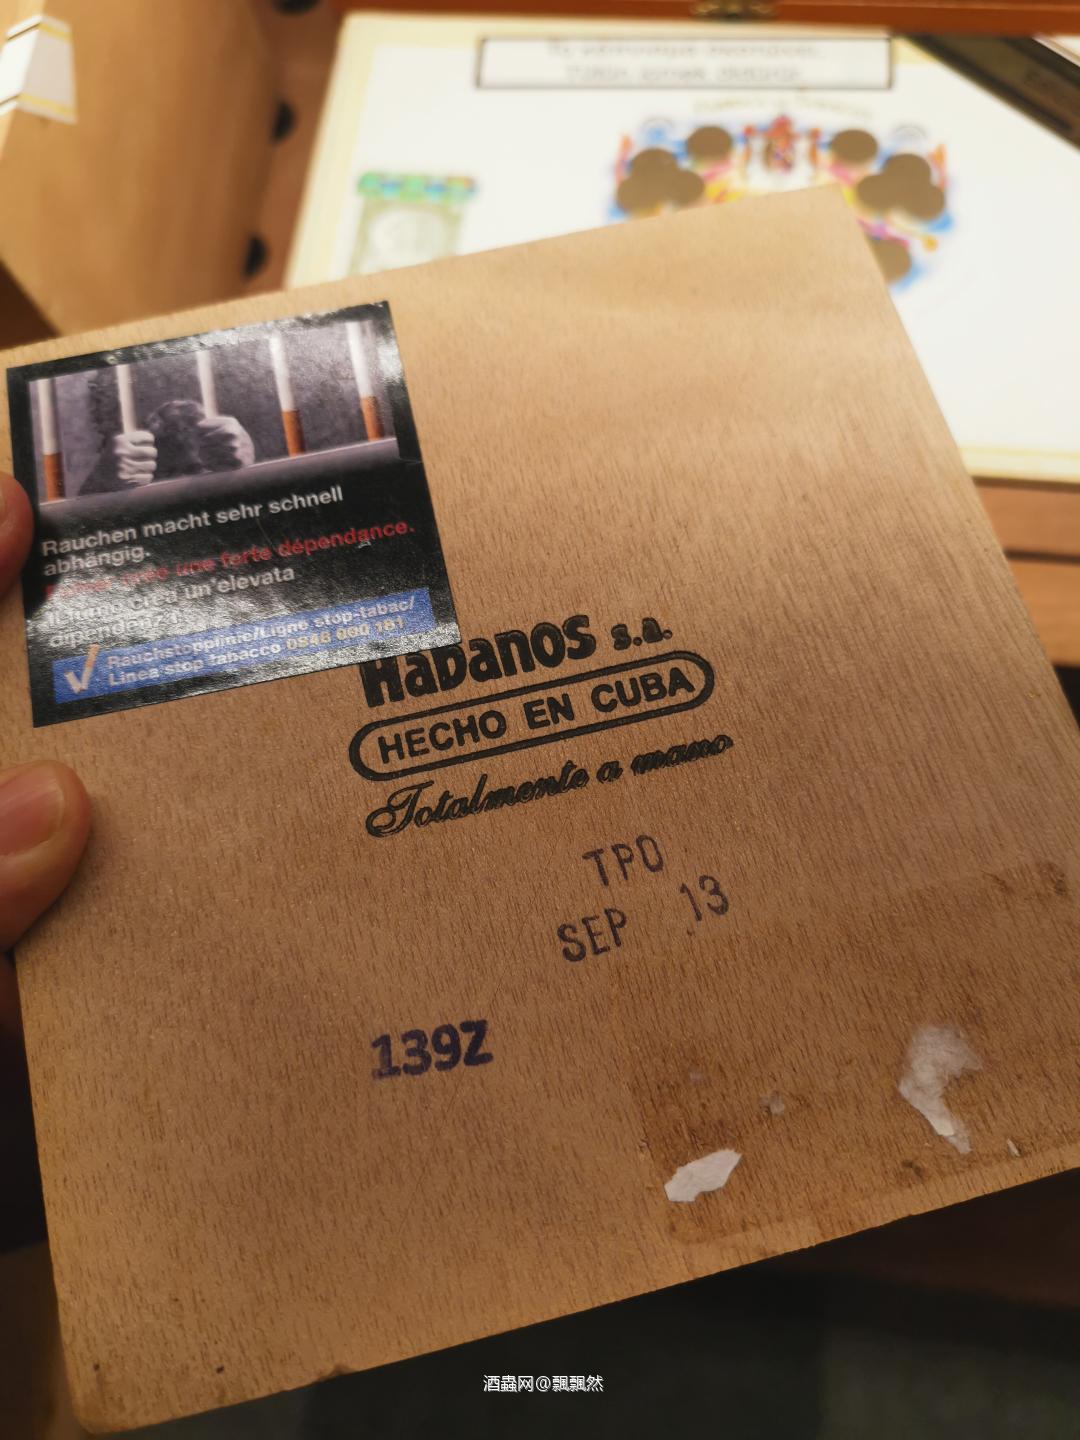 Rauchen macht sehr schnell
abhängig.
Fumer crée une forte dépendance.
Il fumo crea un'elevata
dipendenza.
Rauchstopplinie/Ligne stop-tabac/
Linea stop tabacco 0848 000 181
Habanos s.a.
HECHO EN CUBA
Totalmente a mano
TPO
SEP 13
139Z
酒蟲网@飘飘然